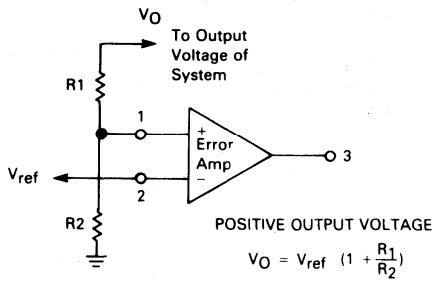 VO
To Output
Voltage of
System
R1
1
+
Error
Amp
−
3
Vref
2
R2
POSITIVE OUTPUT VOLTAGE
VO = Vref (1 + R1/R2)